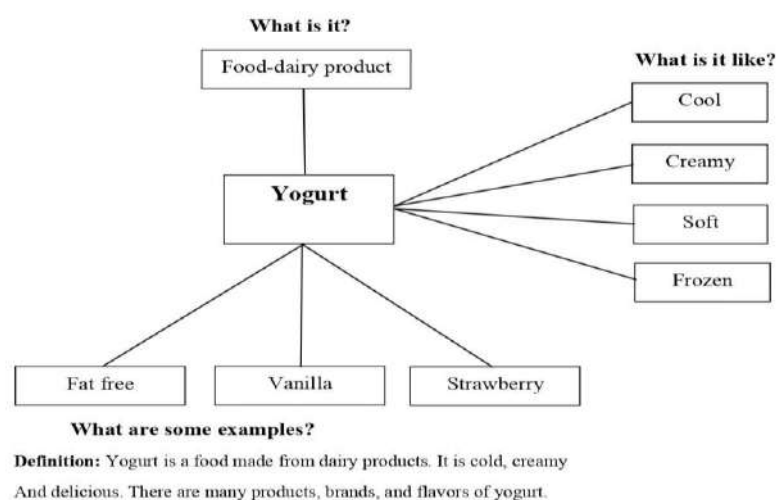 What is it?
Food-dairy product
What is it like?
Cool
Creamy
Yogurt
Soft
Frozen
Fat free
Vanilla
Strawberry
What are some examples?
Definition: Yogurt is a food made from dairy products. It is cold, creamy
And delicious. There are many products, brands, and flavors of yogurt.